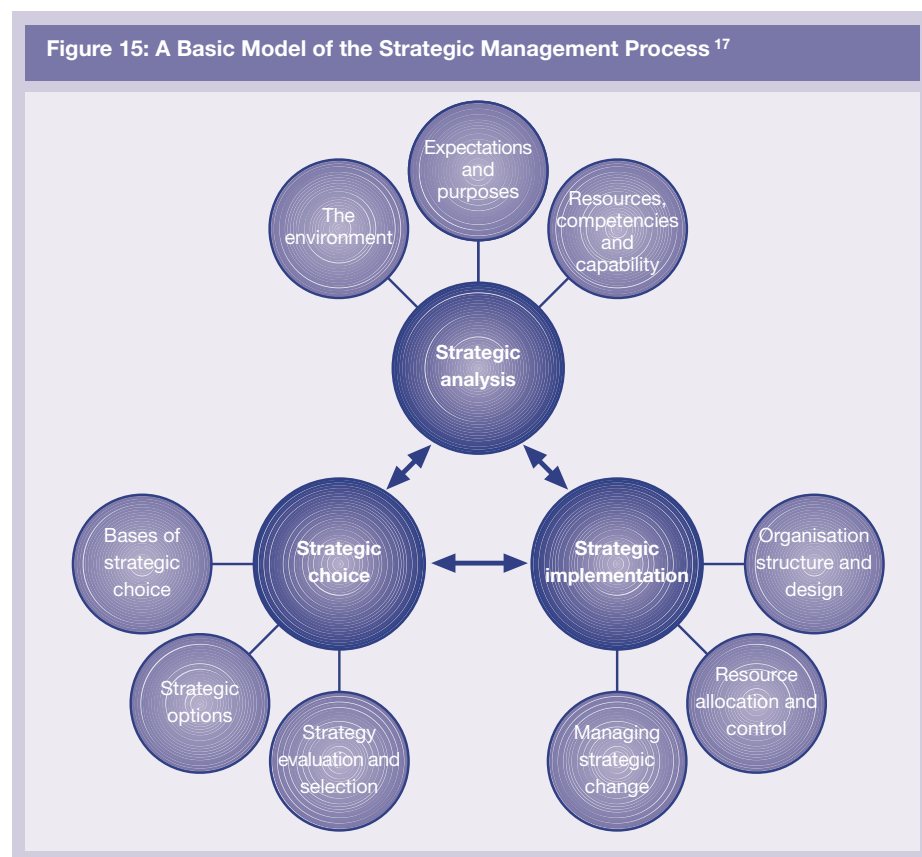 Figure 15: A Basic Model of the Strategic Management Process 17
Expectations
and
purposes
The
environment
Resources,
competencies
and
capability
Strategic
analysis
Bases of
strategic
choice
Strategic
choice
Strategic
implementation
Organisation
structure and
design
Strategic
options
Strategy
evaluation and
selection
Managing
strategic
change
Resource
allocation and
control